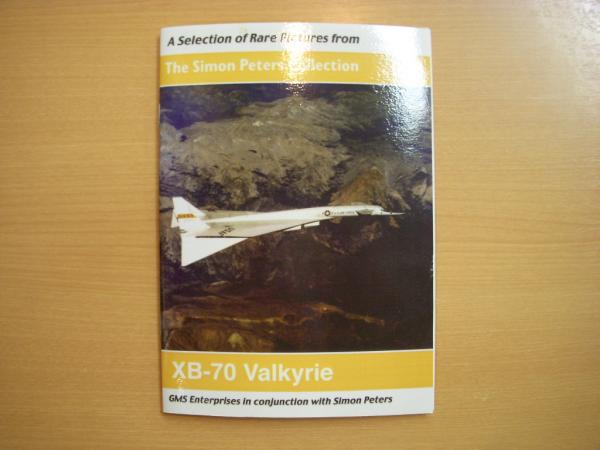 A Selection of Rare Pictures from
The Simon Peters Collection
XB-70 Valkyrie
GMS Enterprises in conjunction with Simon Peters